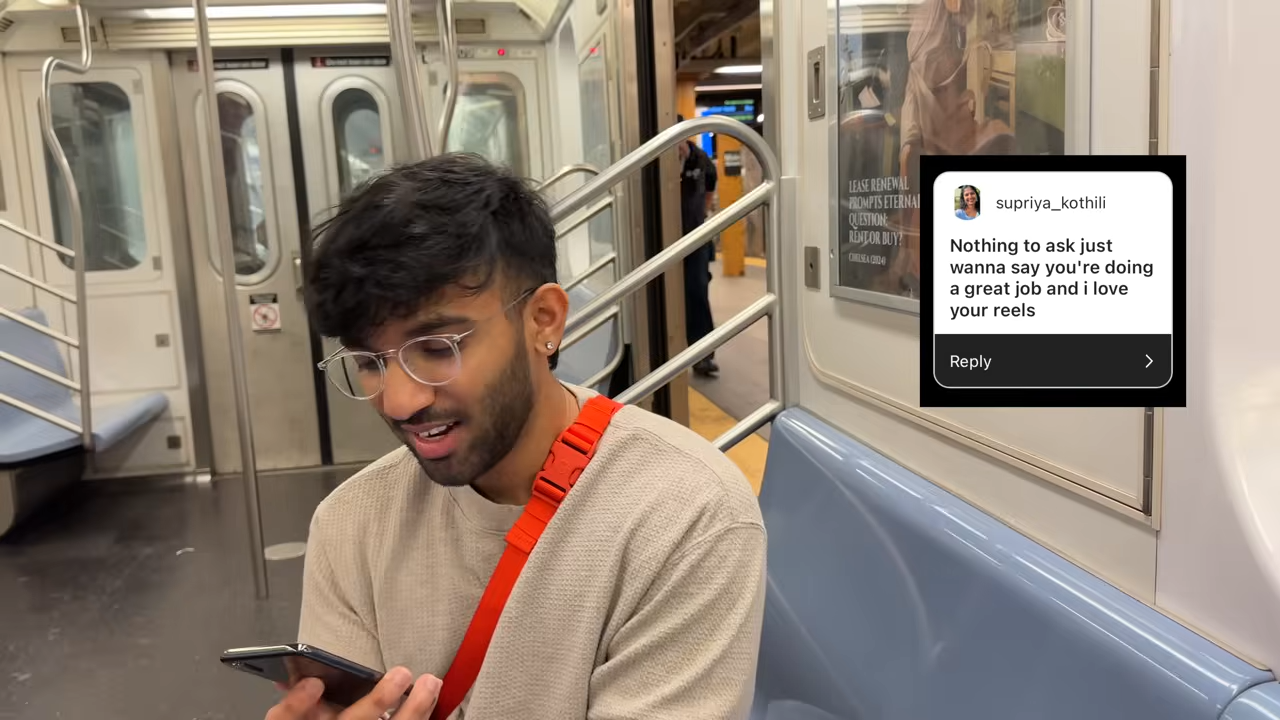 LEASE RENEWAL
PROMPTS ETERNAL
QUESTION:
RENT OR BUY?
CHELSEA (2024)
supriya_kothili
Nothing to ask just
wanna say you're doing
a great job and i love
your reels
Reply